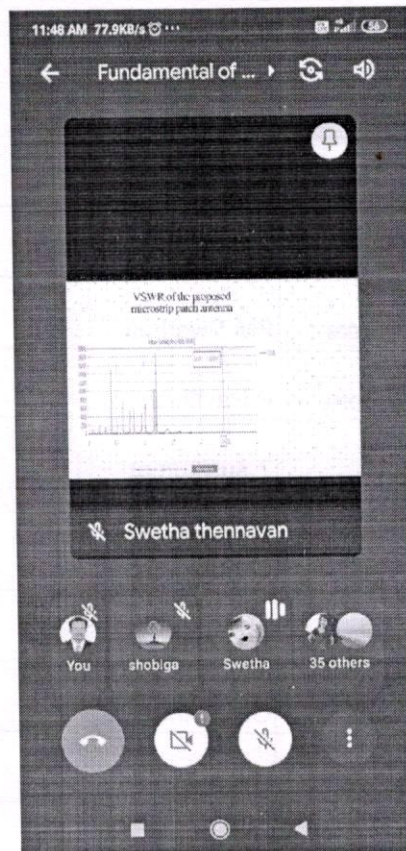 11:48 AM 77.9KB/s
56
Fundamental of ...
VSWR of the proposed
microstrip patch antenna
Swetha thennavan
You
shobiga
Swetha
35 others